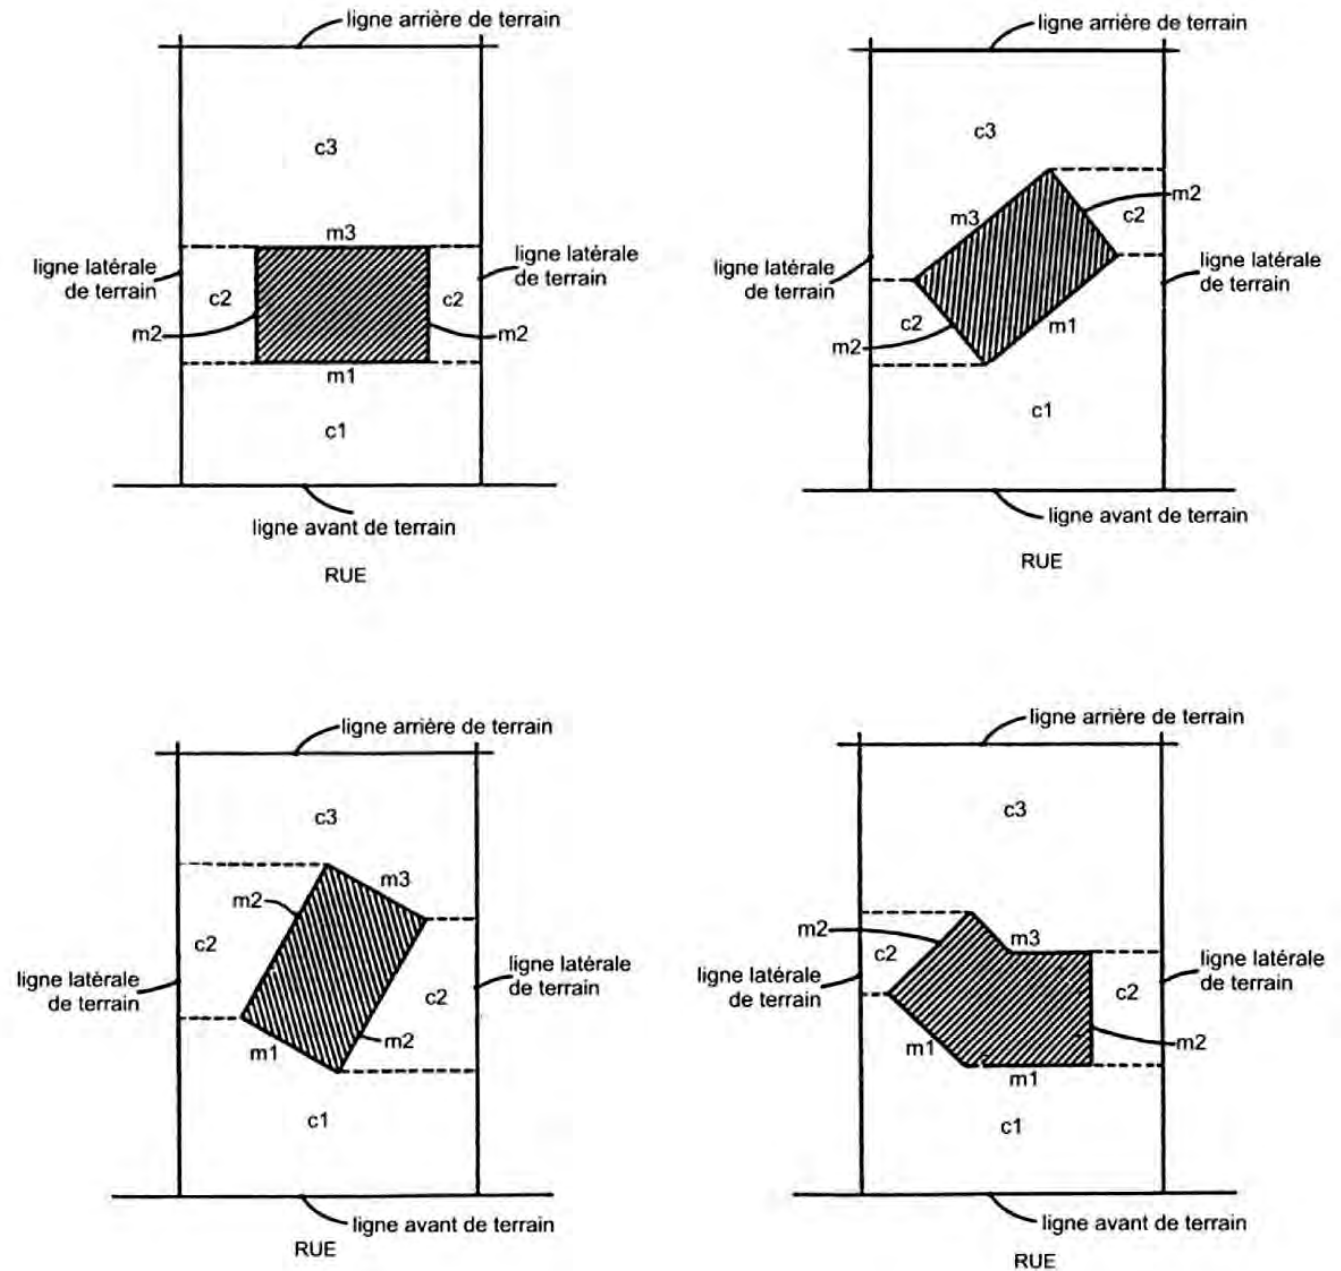 ligne arrière de terrain
c3
m3
ligne latérale
de terrain
ligne latérale
de terrain
c2
c2
m2
m2
m1
c1
ligne avant de terrain
RUE
ligne arrière de terrain
c3
m2
m3
c2
ligne latérale
de terrain
ligne latérale
de terrain
c2
m1
m2
c1
ligne avant de terrain
RUE
ligne arrière de terrain
c3
m3
m2
c2
ligne latérale
de terrain
ligne latérale
de terrain
c2
m2
m1
c1
ligne avant de terrain
RUE
ligne arrière de terrain
c3
m2
m3
c2
ligne latérale
de terrain
ligne latérale
de terrain
c2
m1
m2
m1
c1
ligne avant de terrain
RUE